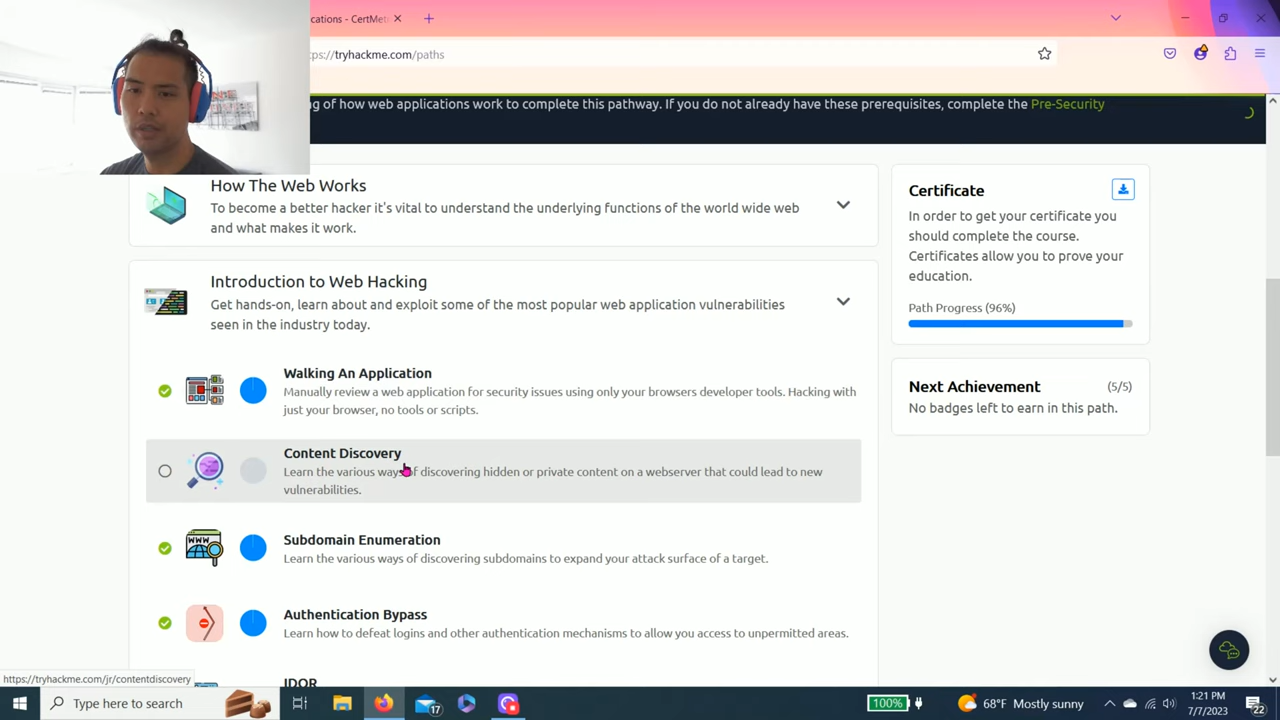 ications - CertMet
ps://tryhackme.com/paths
ng of how web applications work to complete this pathway. If you do not already have these prerequisites, complete the Pre-Security
How The Web Works
To become a better hacker it's vital to understand the underlying functions of the world wide web
and what makes it work.
Introduction to Web Hacking
Get hands-on, learn about and exploit some of the most popular web application vulnerabilities
seen in the industry today.
Walking An Application
Manually review a web application for security issues using only your browsers developer tools. Hacking with
just your browser, no tools or scripts.
Content Discovery
Learn the various ways of discovering hidden or private content on a webserver that could lead to new
vulnerabilities.
WWW
Subdomain Enumeration
Learn the various ways of discovering subdomains to expand your attack surface of a target.
Authentication Bypass
Learn how to defeat logins and other authentication mechanisms to allow you access to unpermitted areas.
IDOR
Certificate
In order to get your certificate you
should complete the course.
Certificates allow you to prove your
education.
Path Progress (96%)
Next Achievement (5/5)
No badges left to earn in this path.
https://tryhackme.com/jr/contentdiscovery
Type here to search
17
100%
68°F Mostly sunny
1:21 PM
7/7/2023
22